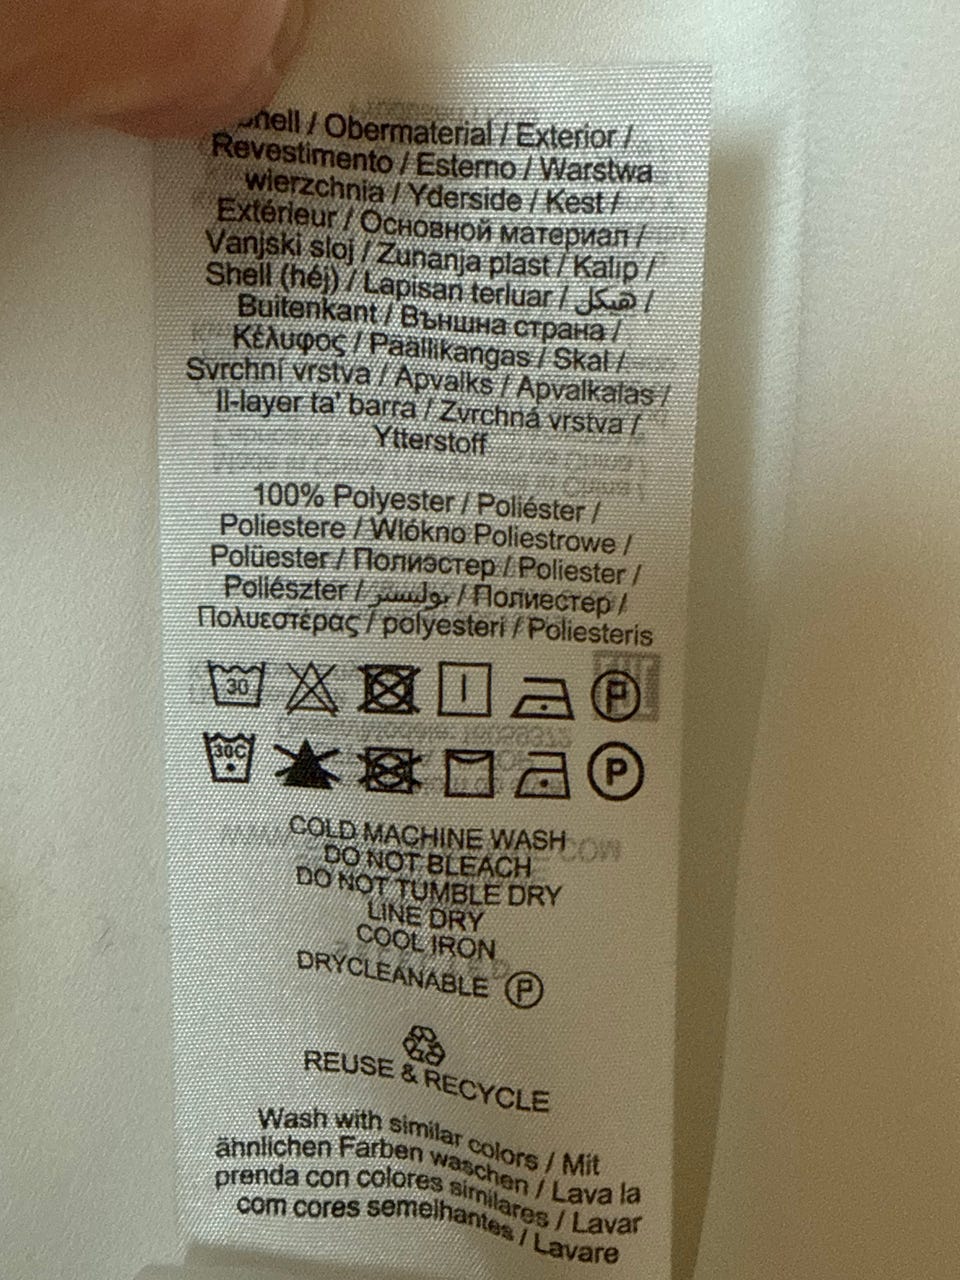 Shell / Obermaterial / Exterior /
Revestimento / Esterno / Warstwa
wierzchnia / Yderside / Kest /
Extérieur / Основной материал /
Vanjski sloj / Zunanja plast / Kalıp /
Shell (héj) / Lapisan terluar / هيكل /
Buitenkant / Външна страна /
Κέλυφος / Päällikangas / Skal /
Svrchní vrstva / Apvalks / Apvalkalas /
Il-layer ta' barra / Zvrchná vrstva /
Ytterstoff
100% Polyester / Poliéster /
Poliestere / Wlókno Poliestrowe /
Polüester / Полиэстер / Poliester /
Poliészter / بوليستر / Полиестер /
Πολυεστέρας / polyesteri / Poliesteris
30 P
30C P
COLD MACHINE WASH
DO NOT BLEACH
DO NOT TUMBLE DRY
LINE DRY
COOL IRON
DRYCLEANABLE P
REUSE & RECYCLE
Wash with similar colors / Mit
ähnlichen Farben waschen / Lava la
prenda con colores similares / Lavar
com cores semelhantes / Lavare